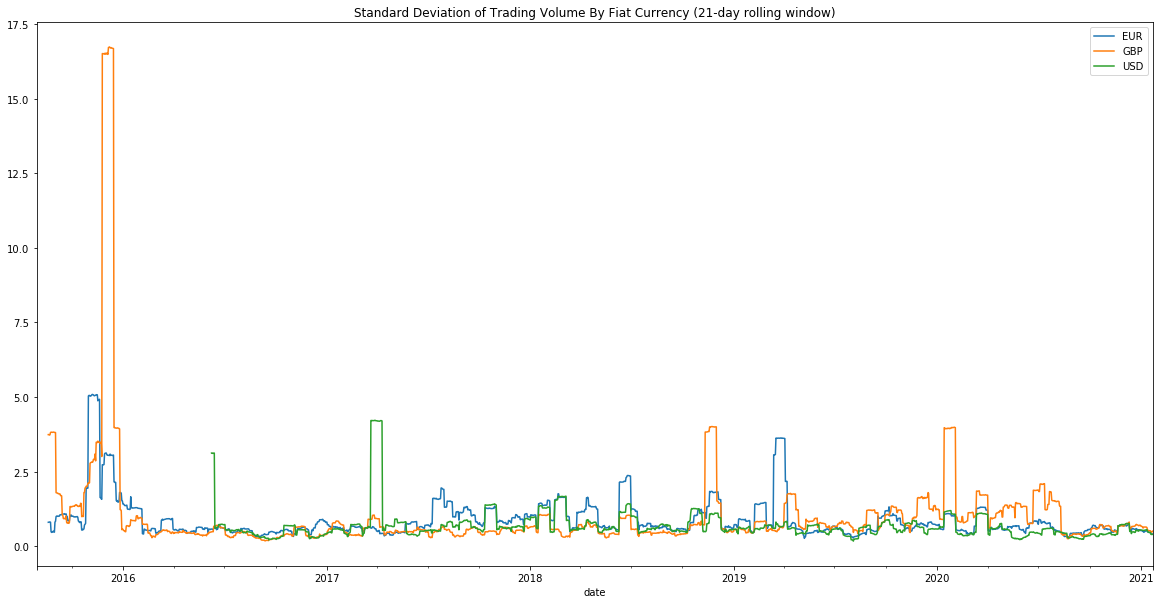 Standard Deviation of Trading Volume By Fiat Currency (21-day rolling window)
EUR
GBP
USD
17.5
15.0
12.5
10.0
7.5
5.0
2.5
0.0
2016 2017 2018 2019 2020 2021
date